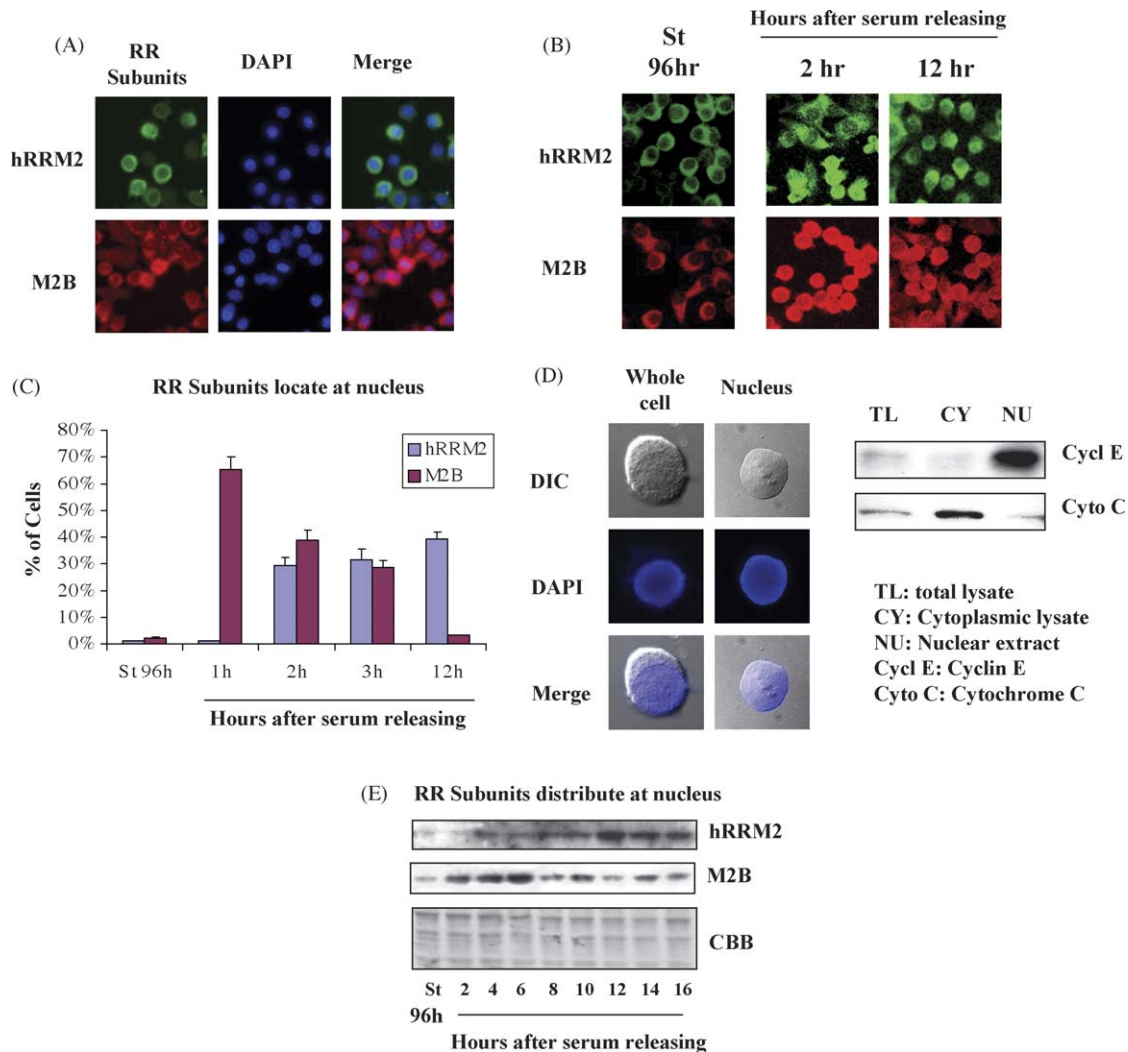 (A)
RR
Subunits
DAPI
Merge
hRRM2
M2B
(B)
St
96hr
Hours after serum releasing
2 hr
12 hr
hRRM2
M2B
(C)
RR Subunits locate at nucleus
% of Cells
80%
70%
60%
50%
40%
30%
20%
10%
0%
hRRM2
M2B
St 96h
1h
2h
3h
12h
Hours after serum releasing
(D)
Whole
cell
Nucleus
DIC
DAPI
Merge
TL CY NU
Cycl E
Cyto C
TL: total lysate
CY: Cytoplasmic lysate
NU: Nuclear extract
Cycl E: Cyclin E
Cyto C: Cytochrome C
(E)
RR Subunits distribute at nucleus
hRRM2
M2B
CBB
St 2 4 6 8 10 12 14 16
96h
Hours after serum releasing